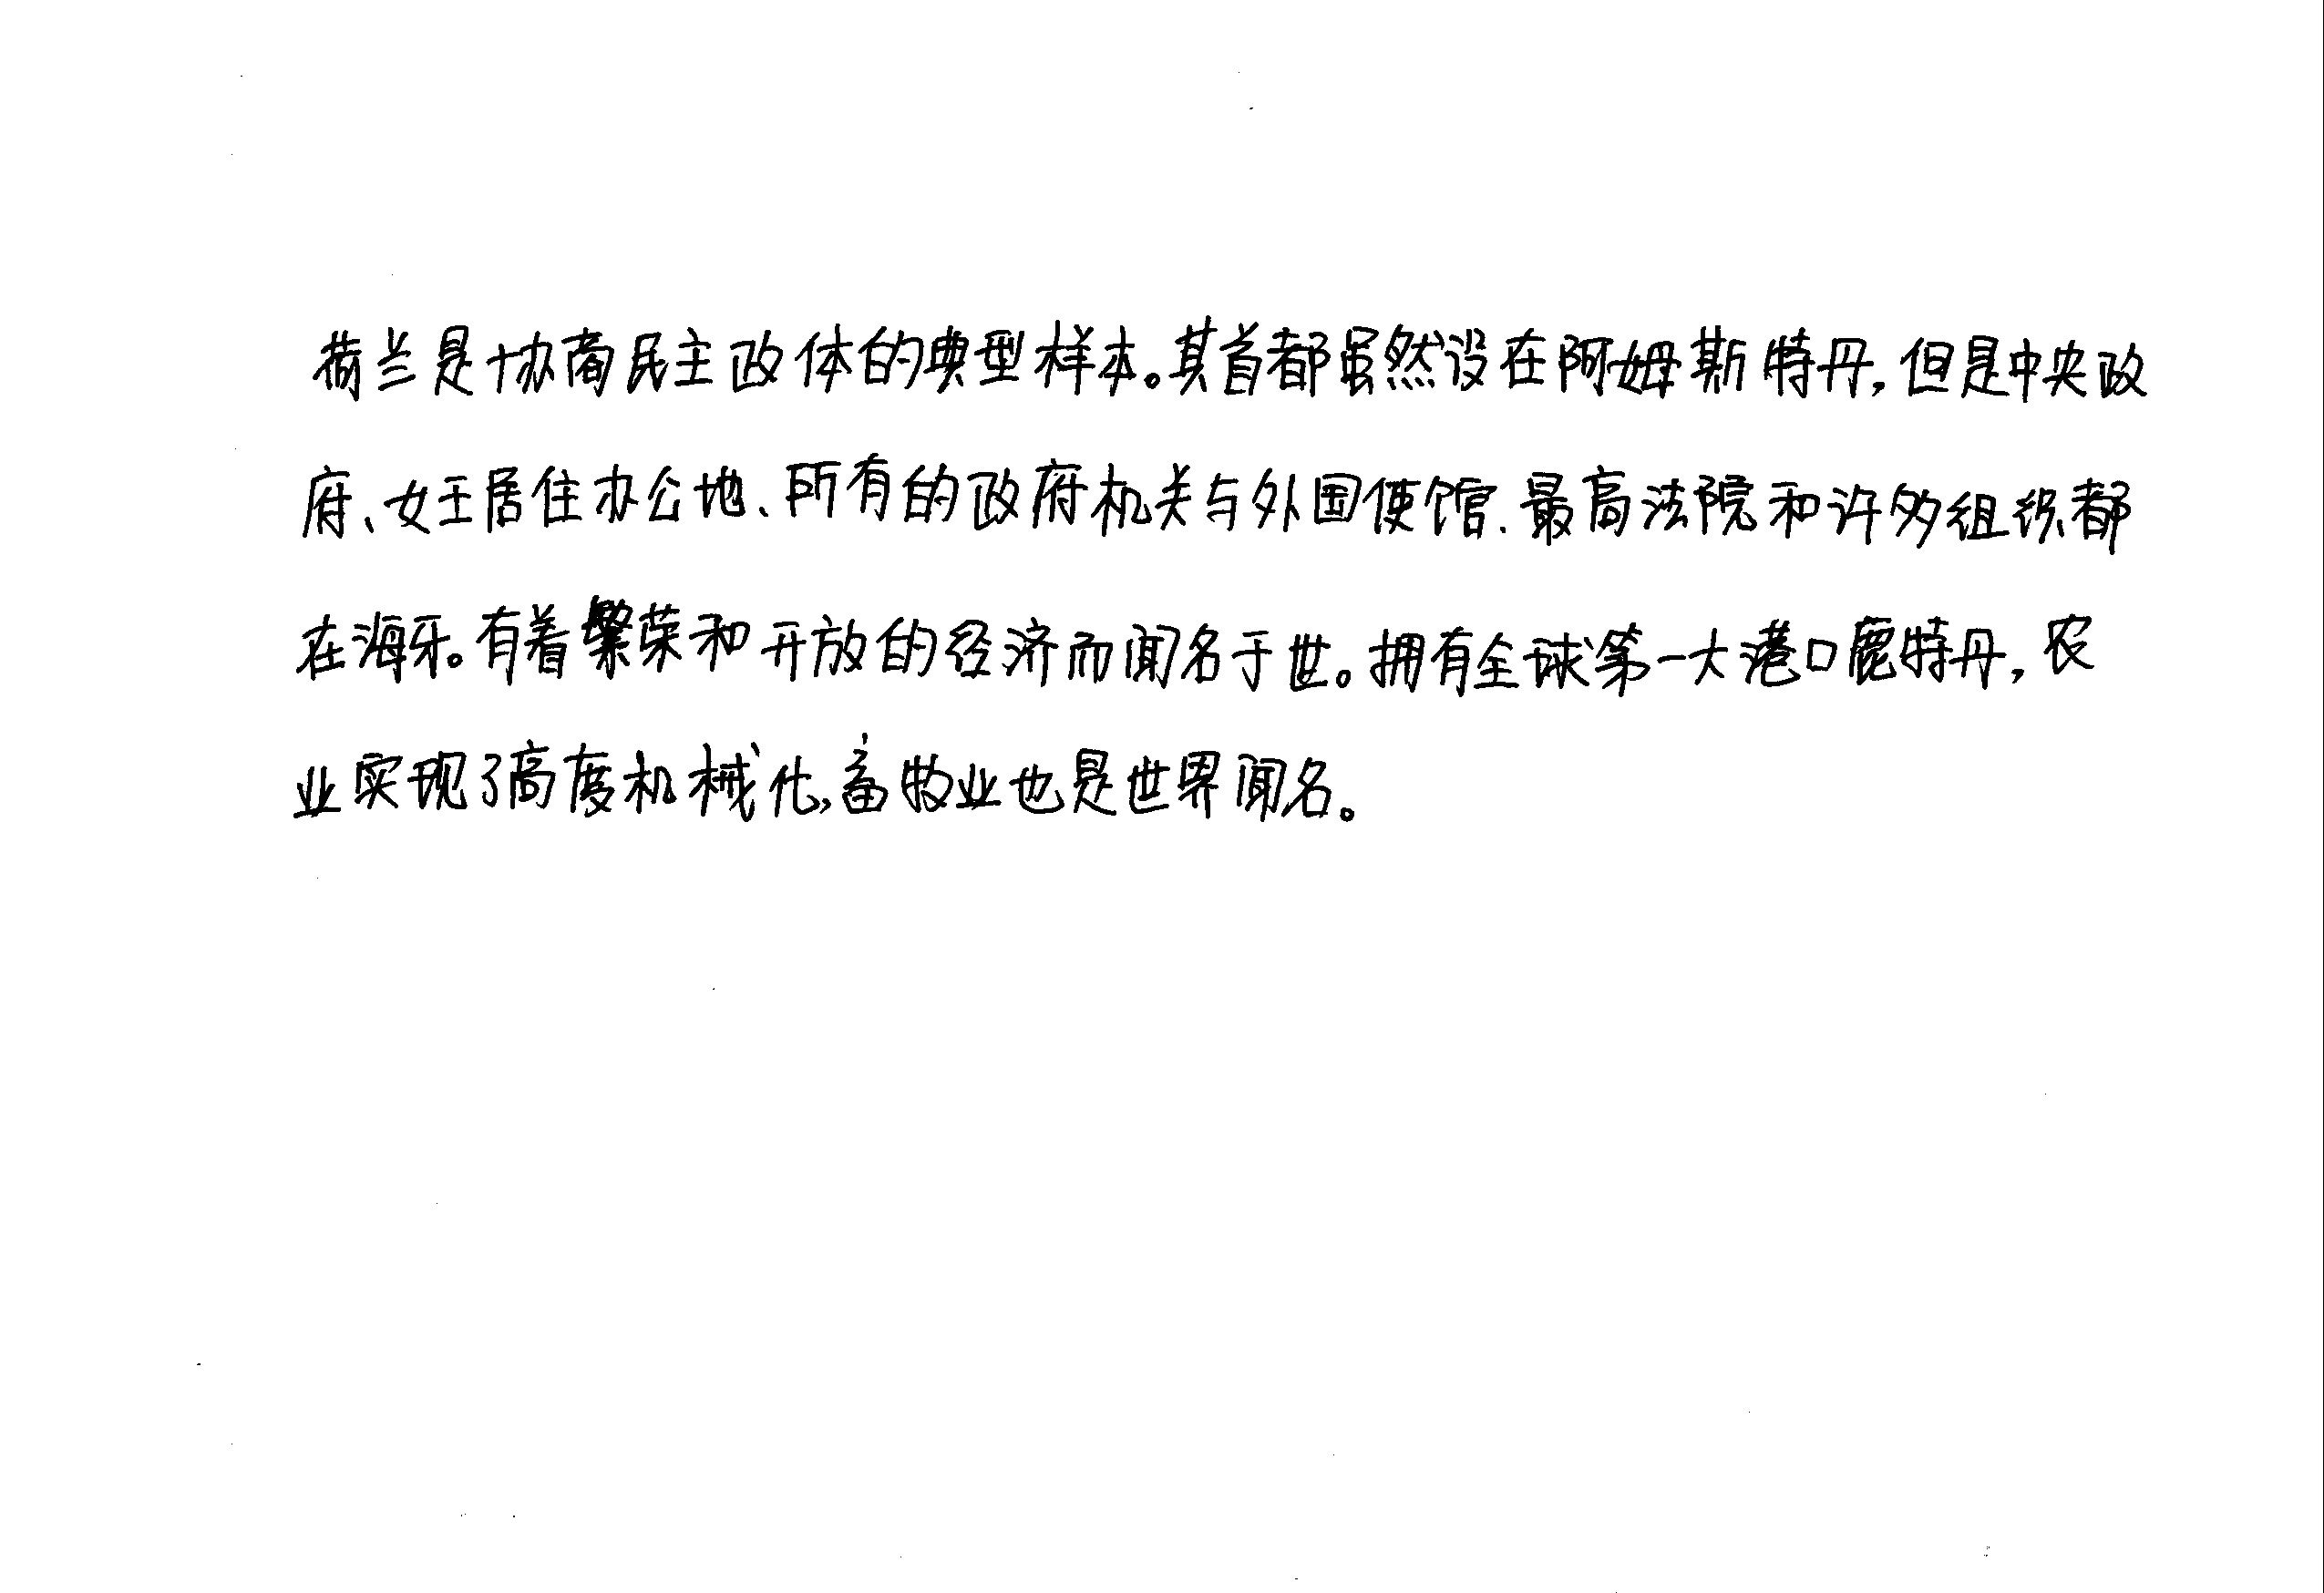 荷兰是协商民主政体的典型样本。其首都虽然设在阿姆斯特丹，但是中央政
府、女王居住办公地、所有的政府机关与外国使馆、最高法院和许多组织都
在海牙。有着繁荣和开放的经济而闻名于世。拥有全球第一大港口鹿特丹，农
业实现了高度机械化，畜牧业也是世界闻名。